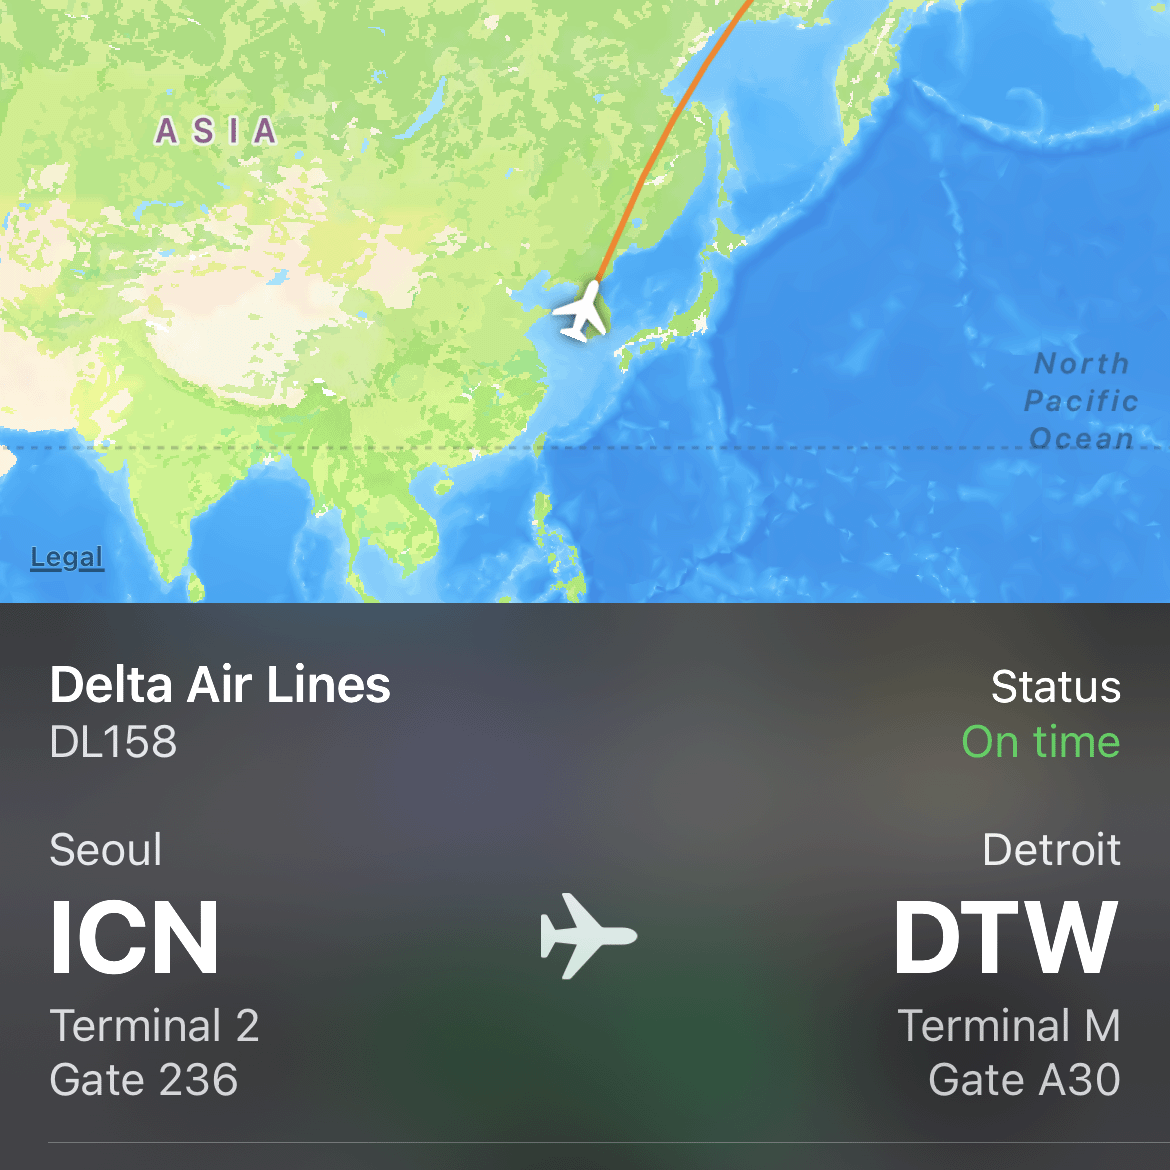 ASIA
North
Pacific
Ocean
Legal
Delta Air Lines
DL158
Status
On time
Seoul
ICN
Terminal 2
Gate 236
Detroit
DTW
Terminal M
Gate A30